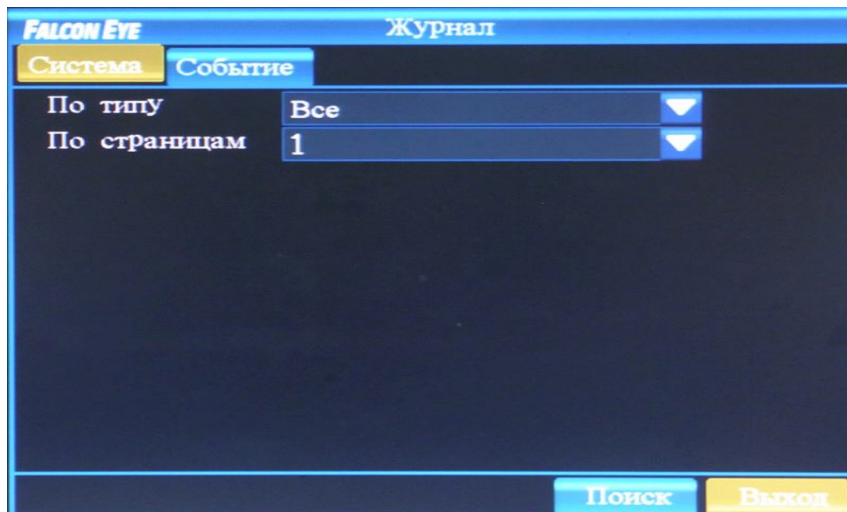 FALCON EYE Журнал
Система Событие
По типу Все
По страницам 1
Поиск Выход